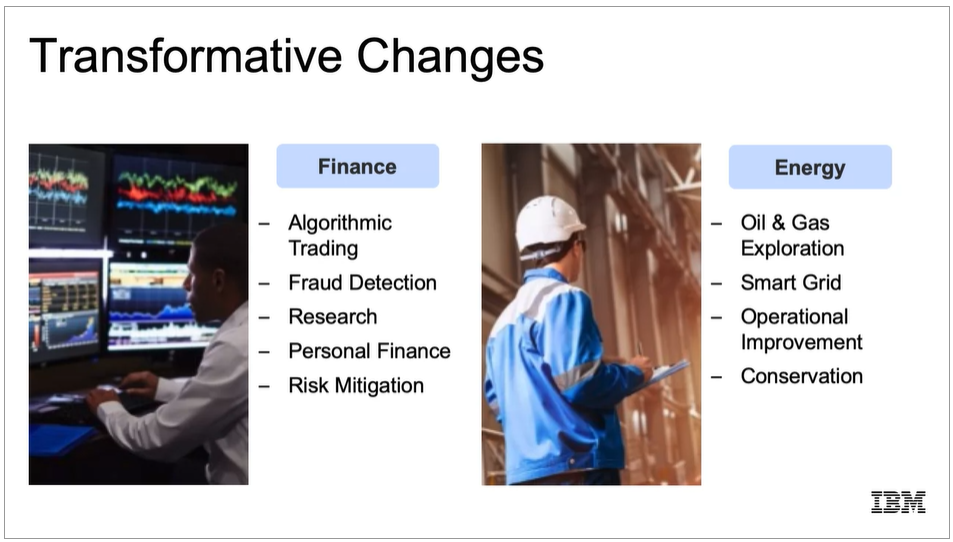 Transformative Changes
Finance
– Algorithmic
Trading
– Fraud Detection
– Research
– Personal Finance
– Risk Mitigation
Energy
– Oil & Gas
Exploration
– Smart Grid
– Operational
Improvement
– Conservation
IBM